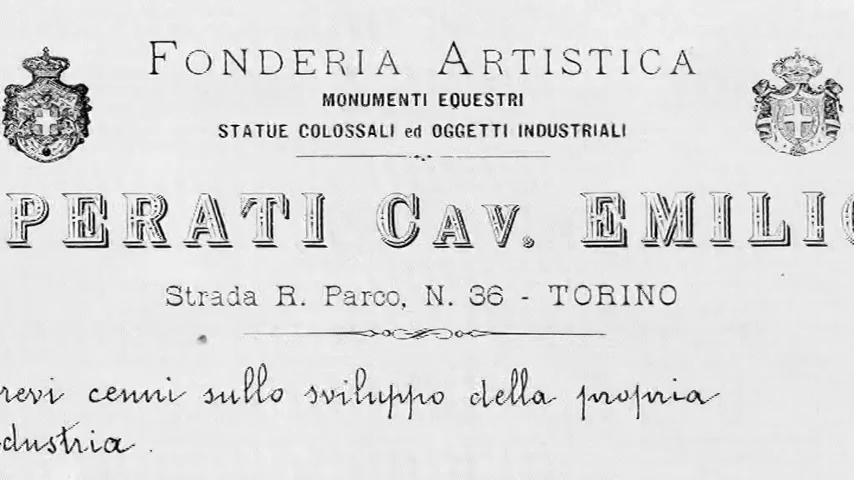 FONDERIA ARTISTICA
MONUMENTI EQUESTRI
STATUE COLOSSALI ed OGGETTI INDUSTRIALI
PERATI CAV. EMILIO
Strada R. Parco, N. 36 - TORINO
revi cenni sullo sviluppo della propria
dustria.